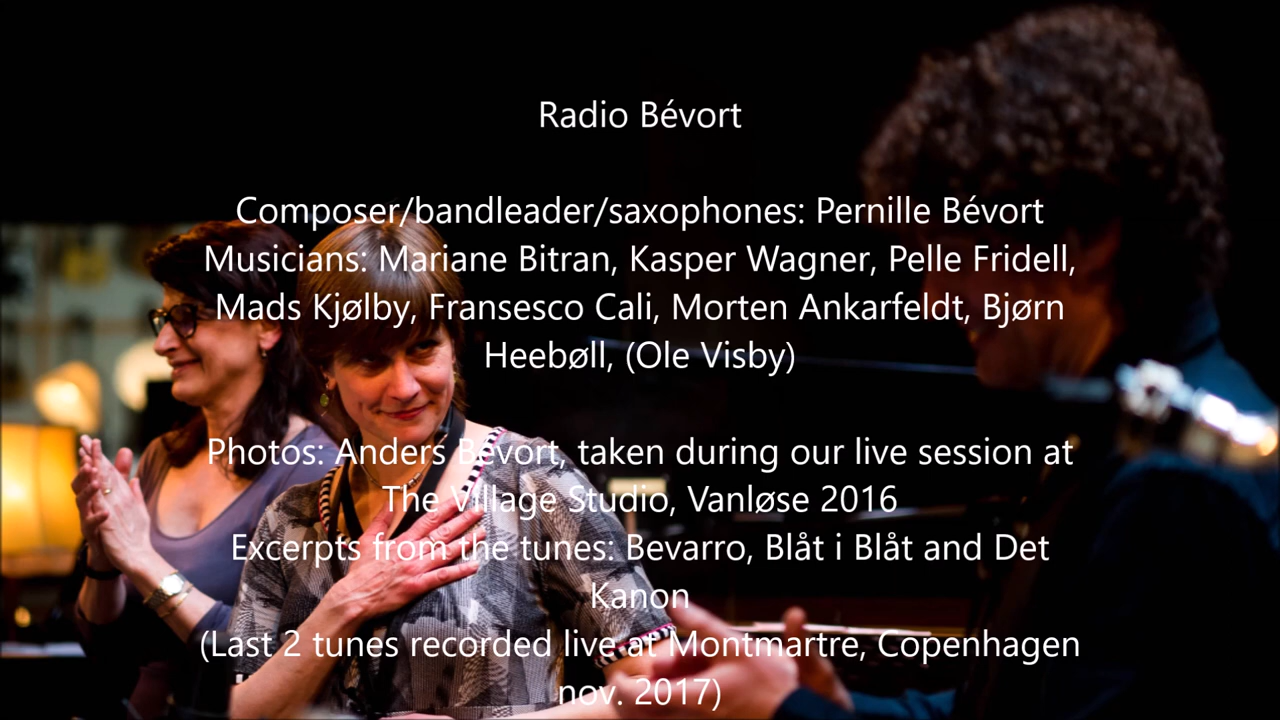 Radio Bévort
Composer/bandleader/saxophones: Pernille Bévort
Musicians: Mariane Bitran, Kasper Wagner, Pelle Fridell,
Mads Kjølby, Fransesco Cali, Morten Ankarfeldt, Bjørn
Heebøll, (Ole Visby)
Photos: Anders Bévort, taken during our live session at
The Village Studio, Vanløse 2016
Excerpts from the tunes: Bevarro, Blåt i Blåt and Det
Kanon
(Last 2 tunes recorded live at Montmartre, Copenhagen
nov. 2017)